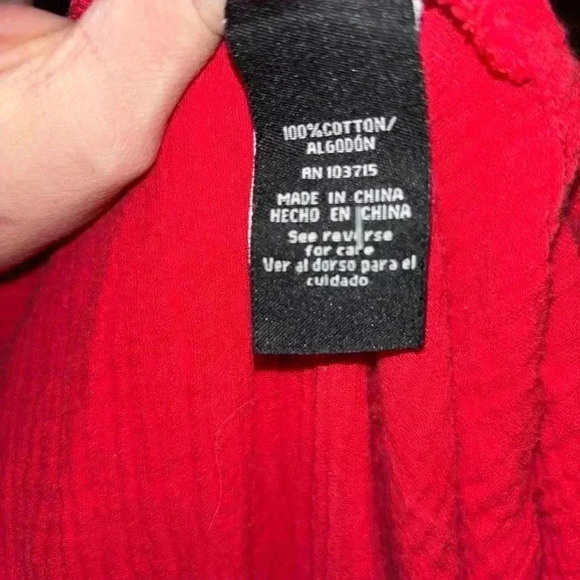 100%COTTON/
ALGODÓN
RN 103715
MADE IN CHINA
HECHO EN CHINA
See reverse
for care
Ver al dorso para el
cuidado